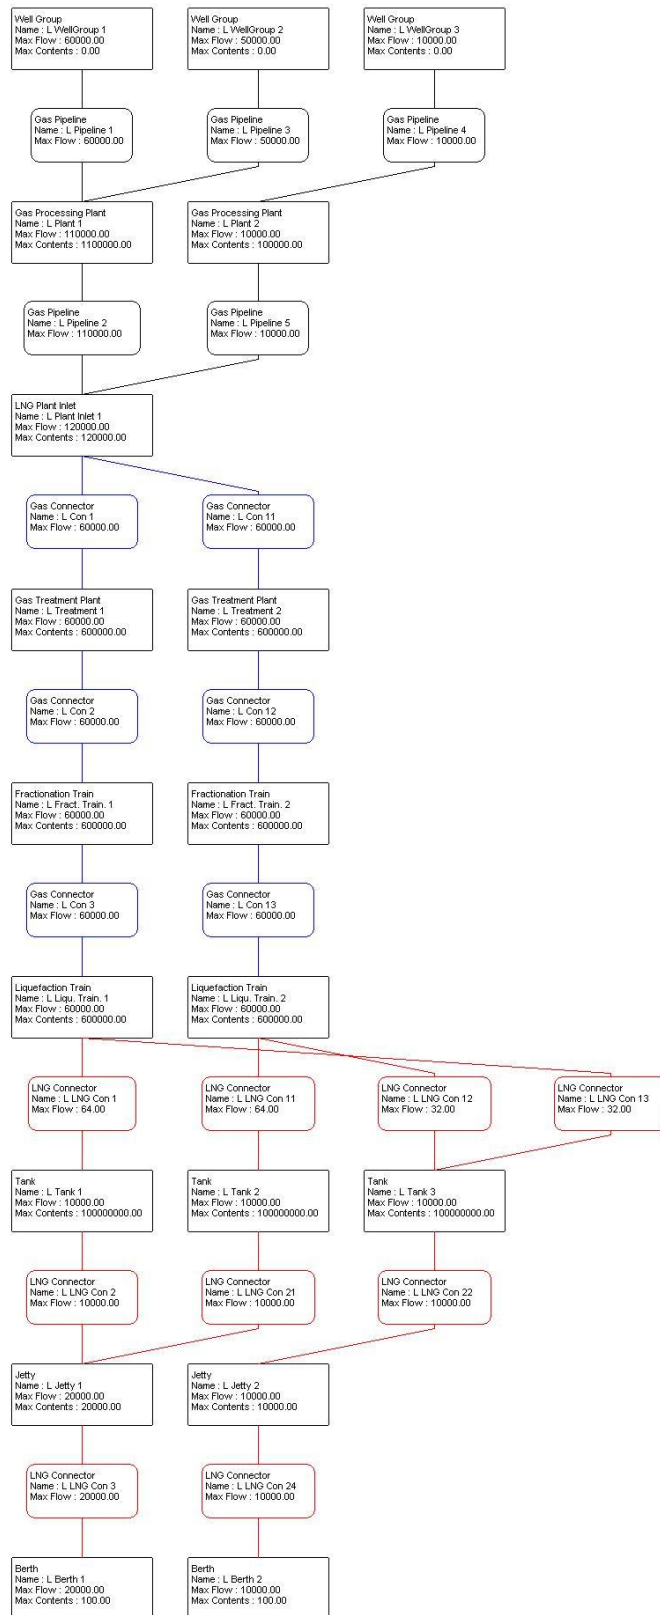 Well Group
Name : L WellGroup 1
Max Flow : 60000.00
Max Contents : 0.00
Well Group
Name : L WellGroup 2
Max Flow : 50000.00
Max Contents : 0.00
Well Group
Name : L WellGroup 3
Max Flow : 10000.00
Max Contents : 0.00
Gas Pipeline
Name : L Pipeline 1
Max Flow : 60000.00
Gas Pipeline
Name : L Pipeline 3
Max Flow : 50000.00
Gas Pipeline
Name : L Pipeline 4
Max Flow : 10000.00
Gas Processing Plant
Name : L Plant 1
Max Flow : 110000.00
Max Contents : 1100000.00
Gas Processing Plant
Name : L Plant 2
Max Flow : 10000.00
Max Contents : 100000.00
Gas Pipeline
Name : L Pipeline 2
Max Flow : 110000.00
Gas Pipeline
Name : L Pipeline 5
Max Flow : 10000.00
LNG Plant Inlet
Name : L Plant Inlet 1
Max Flow : 120000.00
Max Contents : 120000.00
Gas Connector
Name : L Con 1
Max Flow : 60000.00
Gas Connector
Name : L Con 11
Max Flow : 60000.00
Gas Treatment Plant
Name : L Treatment 1
Max Flow : 60000.00
Max Contents : 600000.00
Gas Treatment Plant
Name : L Treatment 2
Max Flow : 60000.00
Max Contents : 600000.00
Gas Connector
Name : L Con 2
Max Flow : 60000.00
Gas Connector
Name : L Con 12
Max Flow : 60000.00
Fractionation Train
Name : L Fract. Train. 1
Max Flow : 60000.00
Max Contents : 600000.00
Fractionation Train
Name : L Fract. Train. 2
Max Flow : 60000.00
Max Contents : 600000.00
Gas Connector
Name : L Con 3
Max Flow : 60000.00
Gas Connector
Name : L Con 13
Max Flow : 60000.00
Liquefaction Train
Name : L Liqu. Train. 1
Max Flow : 60000.00
Max Contents : 600000.00
Liquefaction Train
Name : L Liqu. Train. 2
Max Flow : 60000.00
Max Contents : 600000.00
LNG Connector
Name : L LNG Con 1
Max Flow : 64.00
LNG Connector
Name : L LNG Con 11
Max Flow : 64.00
LNG Connector
Name : L LNG Con 12
Max Flow : 32.00
LNG Connector
Name : L LNG Con 13
Max Flow : 32.00
Tank
Name : L Tank 1
Max Flow : 10000.00
Max Contents : 100000000.00
Tank
Name : L Tank 2
Max Flow : 10000.00
Max Contents : 100000000.00
Tank
Name : L Tank 3
Max Flow : 10000.00
Max Contents : 100000000.00
LNG Connector
Name : L LNG Con 2
Max Flow : 10000.00
LNG Connector
Name : L LNG Con 21
Max Flow : 10000.00
LNG Connector
Name : L LNG Con 22
Max Flow : 10000.00
Jetty
Name : L Jetty 1
Max Flow : 20000.00
Max Contents : 20000.00
Jetty
Name : L Jetty 2
Max Flow : 10000.00
Max Contents : 10000.00
LNG Connector
Name : L LNG Con 3
Max Flow : 20000.00
LNG Connector
Name : L LNG Con 24
Max Flow : 10000.00
Berth
Name : L Berth 1
Max Flow : 20000.00
Max Contents : 100.00
Berth
Name : L Berth 2
Max Flow : 10000.00
Max Contents : 100.00